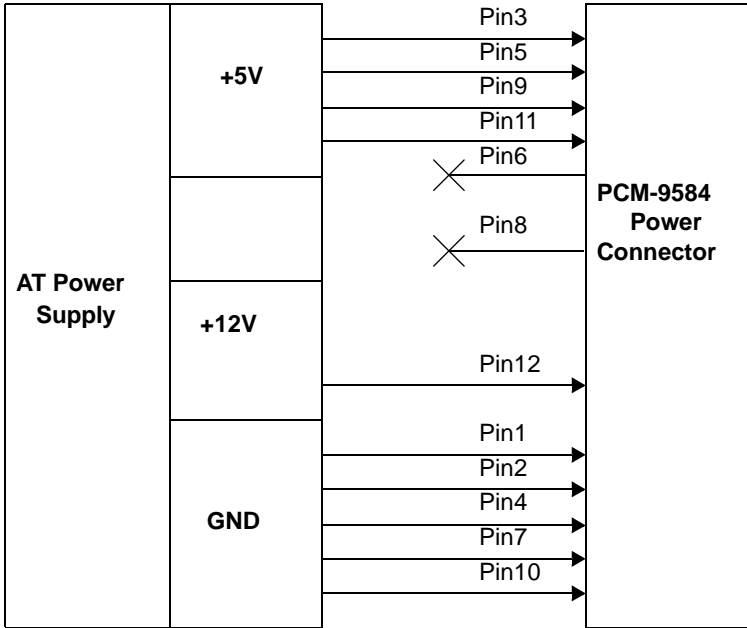 Pin3
Pin5
+5V
Pin9
Pin11
Pin6
PCM-9584
Power
Connector
Pin8
AT Power
Supply
+12V
Pin12
Pin1
Pin2
Pin4
GND
Pin7
Pin10